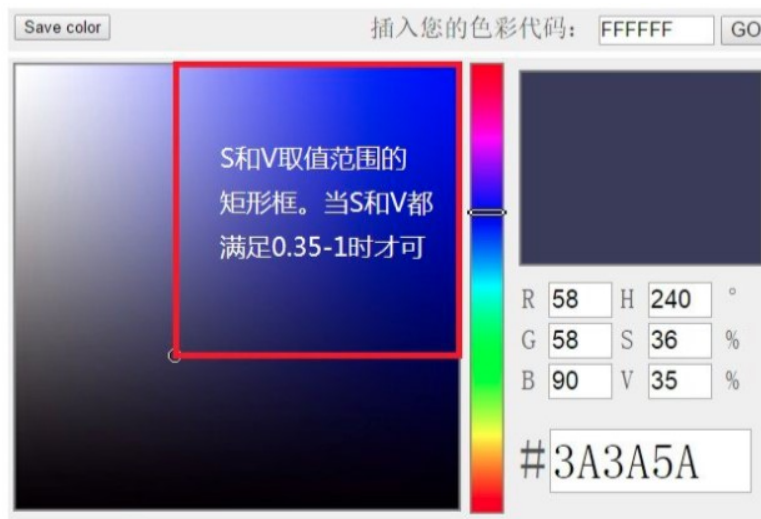 Save color
插入您的色彩代码: FFFFFF GO
S和V取值范围的
矩形框。当S和V都
满足0.35-1时才可
R 58 H 240 °
G 58 S 36 %
B 90 V 35 %
#3A3A5A